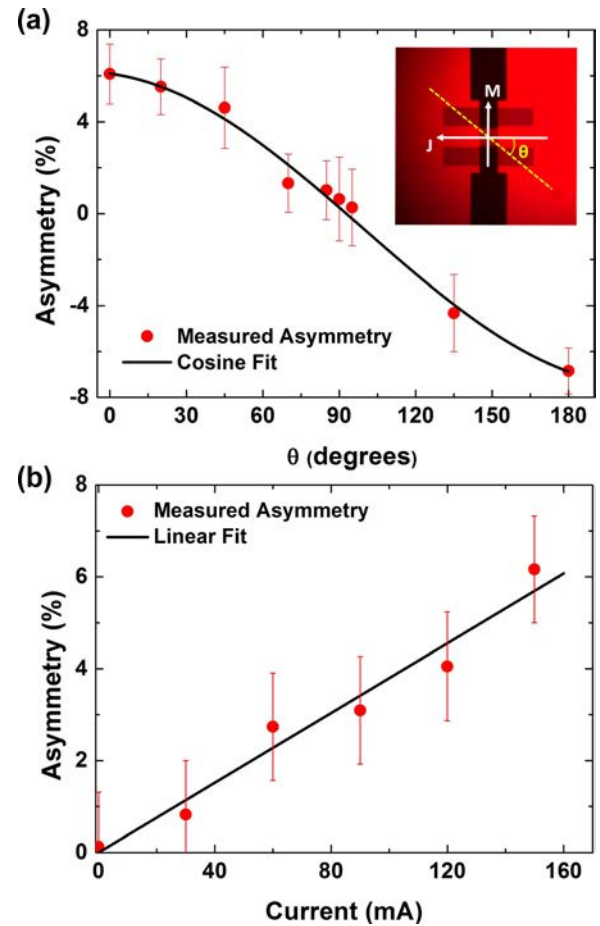 (a)
8
4
0
-4
-8
Asymmetry (%)
M
J
θ
Measured Asymmetry
Cosine Fit
0 30 60 90 120 150 180
θ (degrees)
(b)
8
6
4
2
0
Asymmetry (%)
Measured Asymmetry
Linear Fit
0 40 80 120 160
Current (mA)